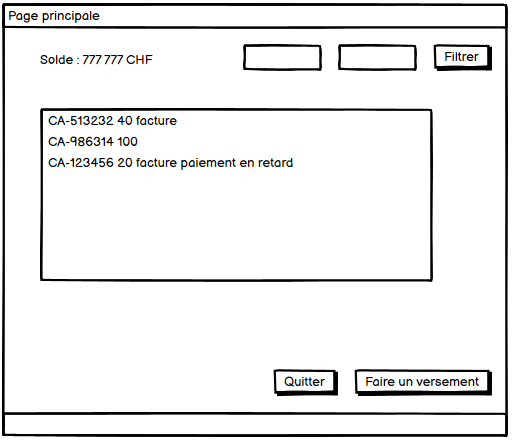 Page principale
Solde : 777 777 CHF
Filtrer
CA-513232 40 facture
CA-986314 100
CA-123456 20 facture paiement en retard
Quitter
Faire un versement